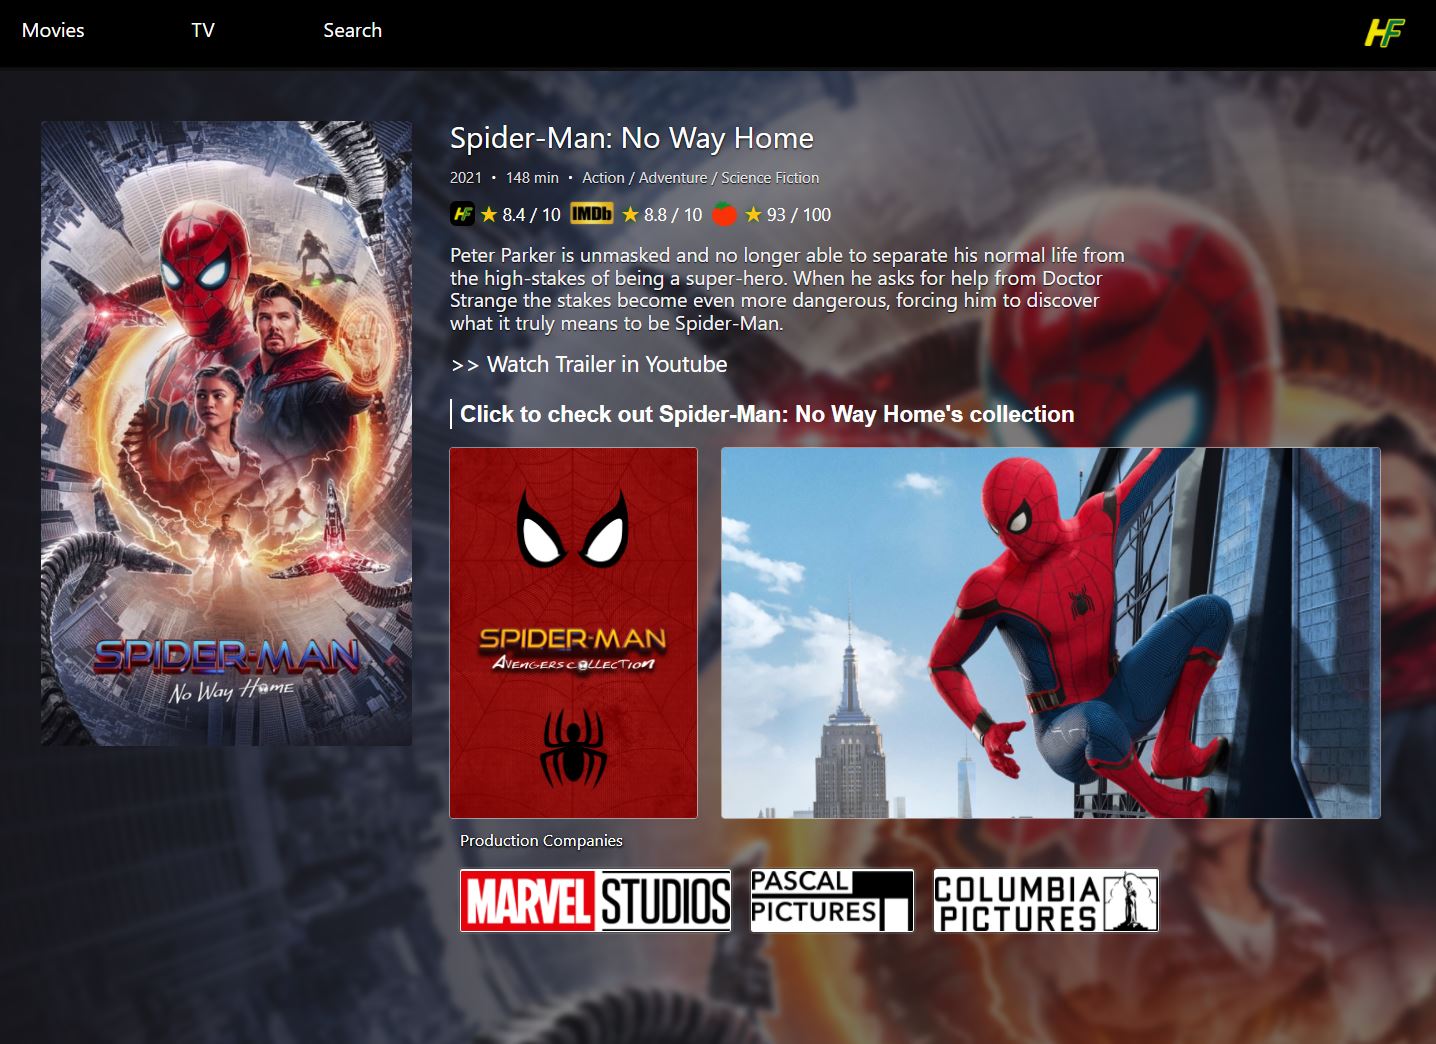 Movies TV Search HF
Spider-Man: No Way Home
2021 • 148 min • Action / Adventure / Science Fiction
HF 8.4 / 10 IMDb 8.8 / 10 93 / 100
Peter Parker is unmasked and no longer able to separate his normal life from
the high-stakes of being a super-hero. When he asks for help from Doctor
Strange the stakes become even more dangerous, forcing him to discover
what it truly means to be Spider-Man.
>> Watch Trailer in Youtube
Click to check out Spider-Man: No Way Home's collection
SPIDER-MAN
No Way Home
SPIDER-MAN
AVENGERS COLLECTION
Production Companies
MARVEL STUDIOS
PASCAL
PICTURES
COLUMBIA
PICTURES